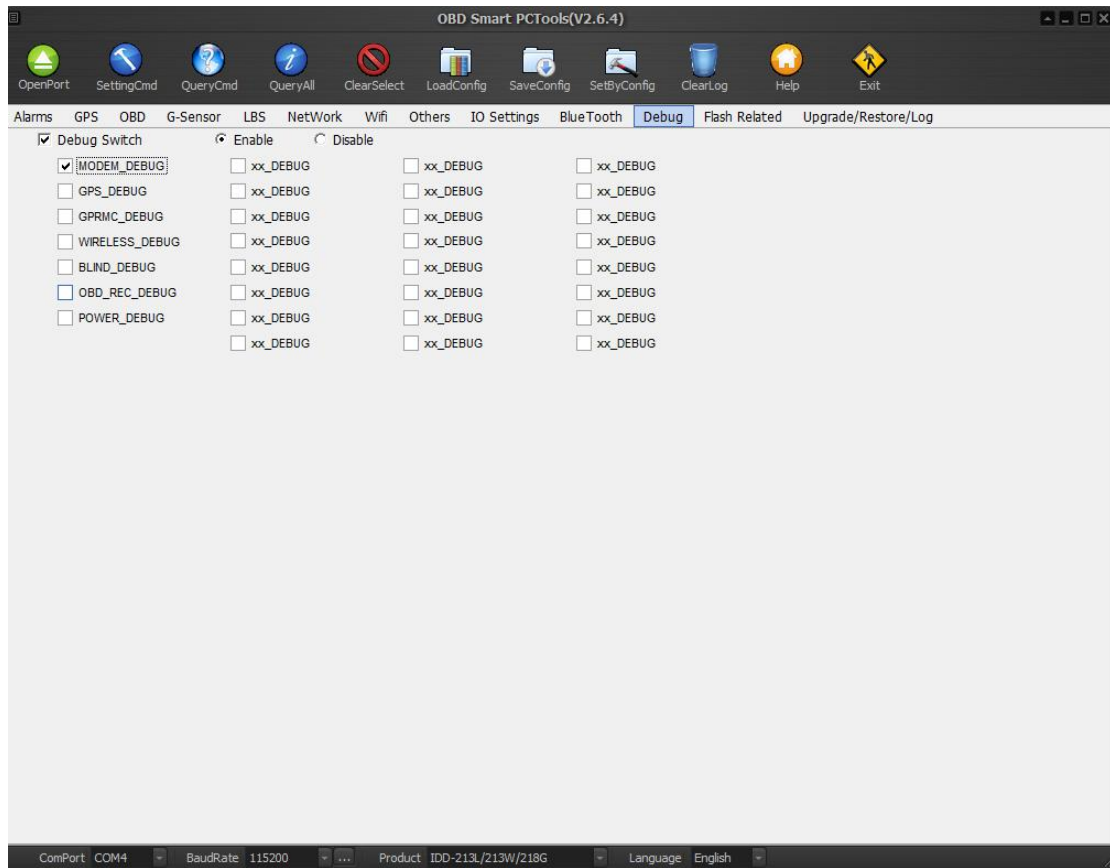 OBD Smart PCTools(V2.6.4)
OpenPort SettingCmd QueryCmd QueryAll ClearSelect LoadConfig SaveConfig SetByConfig ClearLog Help Exit
Alarms GPS OBD G-Sensor LBS NetWork Wifi Others IO Settings BlueTooth Debug Flash Related Upgrade/Restore/Log
Debug Switch Enable Disable
MODEM_DEBUG xx_DEBUG xx_DEBUG xx_DEBUG
GPS_DEBUG xx_DEBUG xx_DEBUG xx_DEBUG
GPRMC_DEBUG xx_DEBUG xx_DEBUG xx_DEBUG
WIRELESS_DEBUG xx_DEBUG xx_DEBUG xx_DEBUG
BLIND_DEBUG xx_DEBUG xx_DEBUG xx_DEBUG
OBD_REC_DEBUG xx_DEBUG xx_DEBUG xx_DEBUG
POWER_DEBUG xx_DEBUG xx_DEBUG xx_DEBUG
xx_DEBUG xx_DEBUG xx_DEBUG
ComPort COM4 BaudRate 115200 ... Product IDD-213L/213W/218G Language English